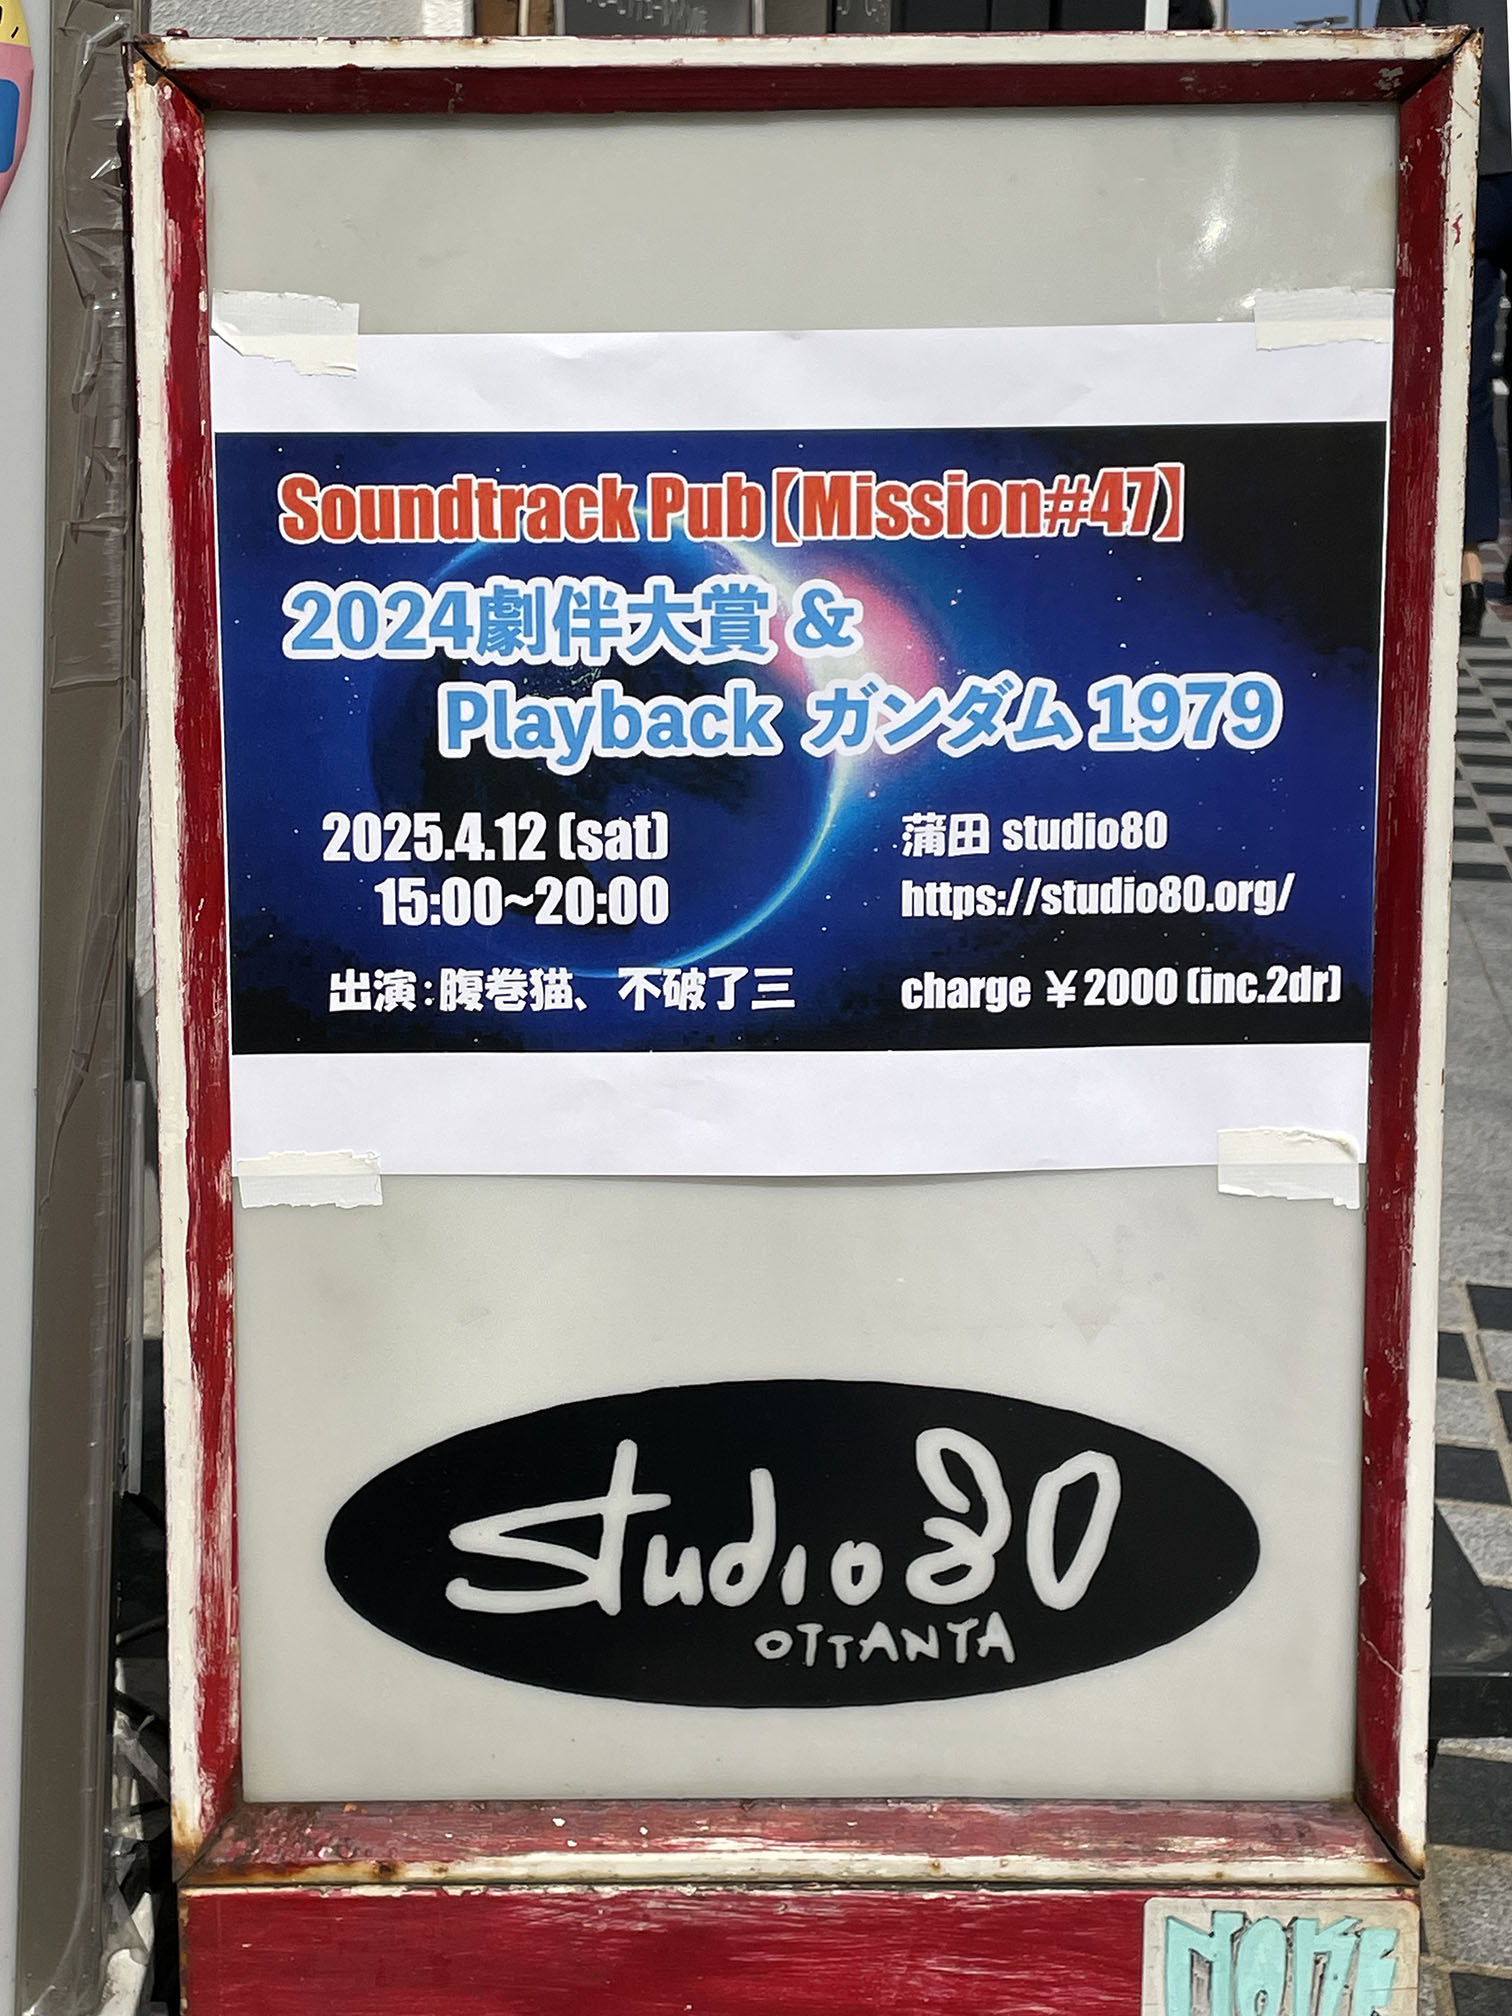 Soundtrack Pub【Mission#47】
2024劇伴大賞 &
Playback ガンダム 1979
2025.4.12 (sat)
15:00~20:00
出演:腹巻猫、不破了三
蒲田 studio80
https://studio80.org/
charge ¥2000 (inc.2dr)
studio80
OTTANTA